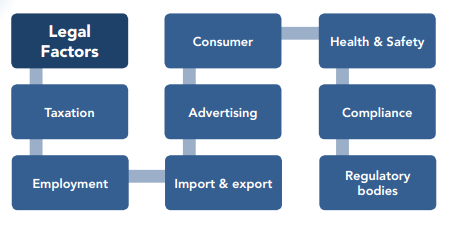 Legal
Factors
Taxation
Employment
Import & export
Advertising
Consumer
Health & Safety
Compliance
Regulatory
bodies